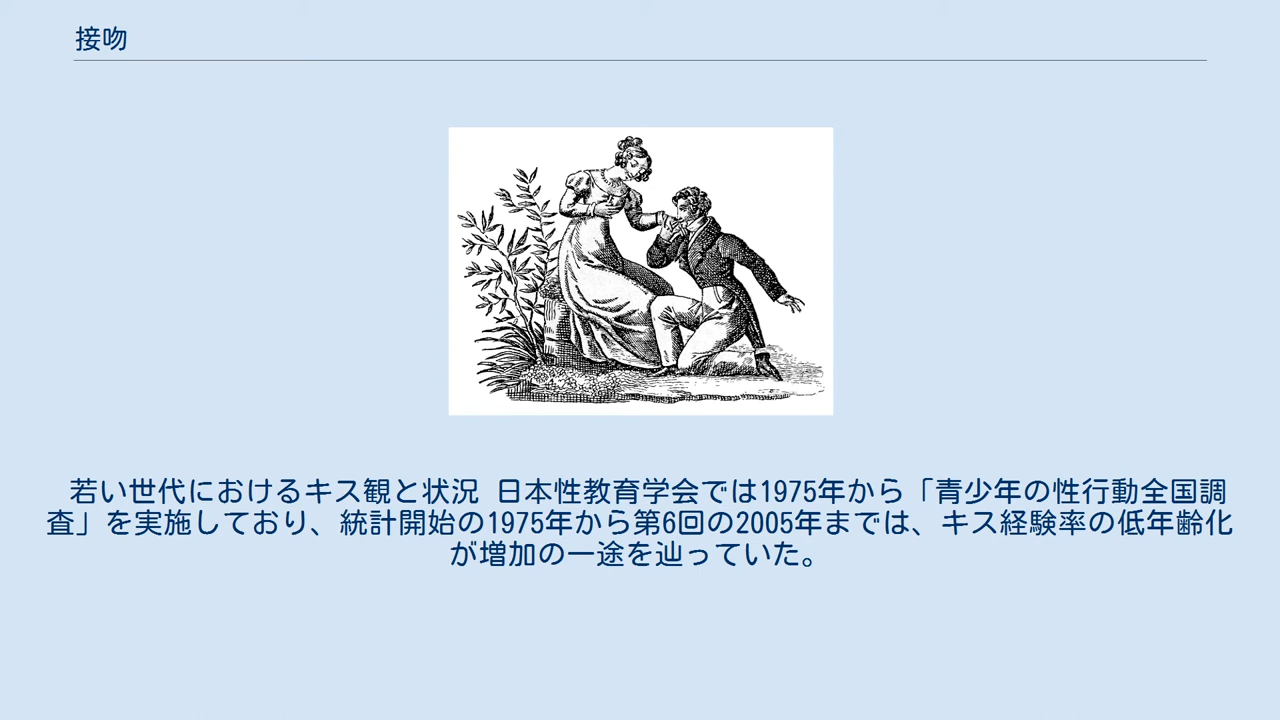 接吻
若い世代におけるキス観と状況 日本性教育学会では1975年から「青少年の性行動全国調
査」を実施しており、統計開始の1975年から第6回の2005年までは、キス経験率の低年齢化
が増加の一途を辿っていた。